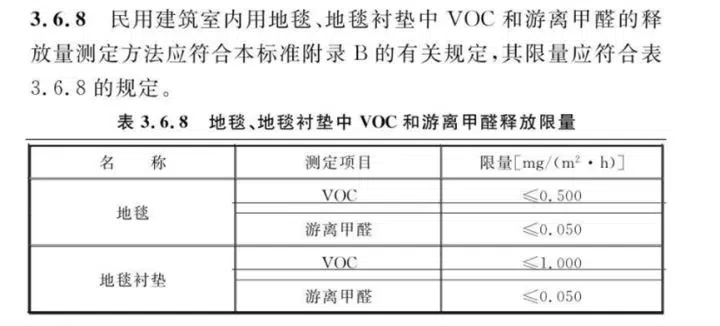 3.6.8 民用建筑室内用地毯、地毯衬垫中 VOC 和游离甲醛的释
放量测定方法应符合本标准附录 B 的有关规定,其限量应符合表
3.6.8 的规定。
表 3.6.8 地毯、地毯衬垫中 VOC 和游离甲醛释放限量
名 称 测定项目 限量[mg/(m²·h)]
地毯 VOC ≤0.500
游离甲醛 ≤0.050
地毯衬垫 VOC ≤1.000
游离甲醛 ≤0.050